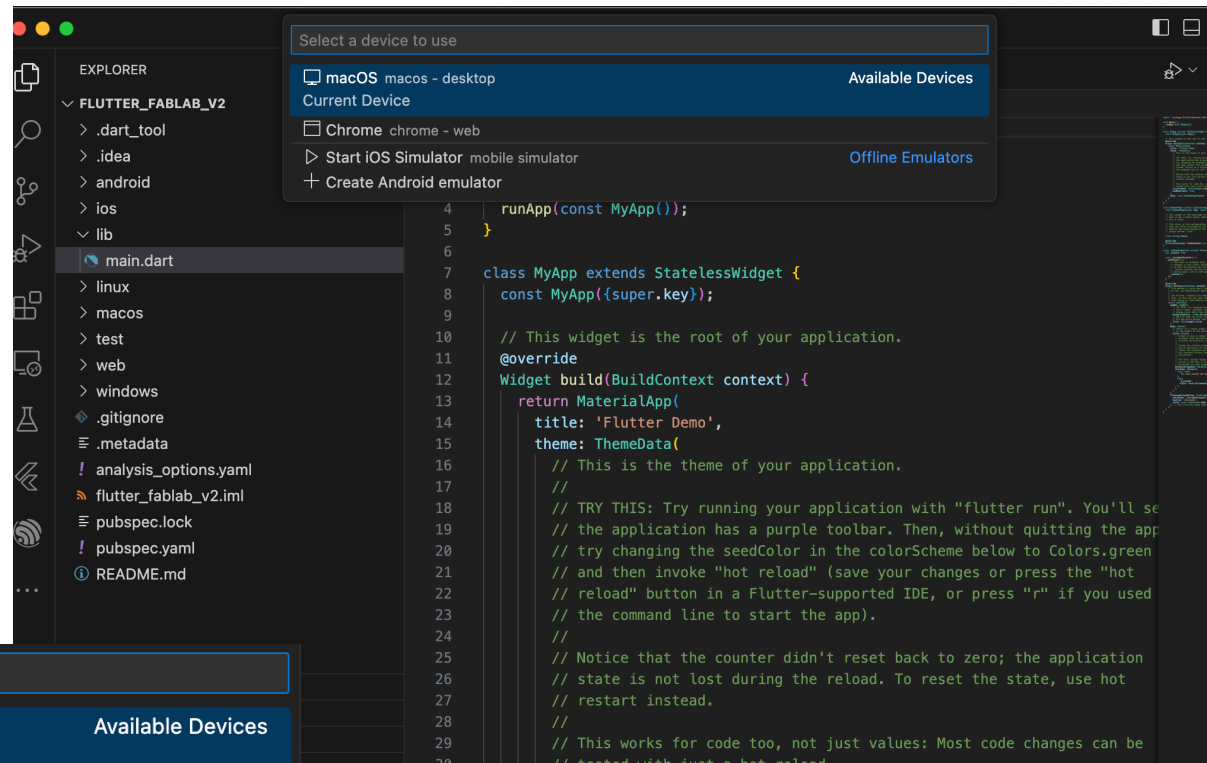 Select a device to use
macOS macos - desktop Available Devices
Current Device
Chrome chrome - web
Start iOS Simulator mobile simulator Offline Emulators
Create Android emulator
EXPLORER
FLUTTER_FABLAB_V2
.dart_tool
.idea
android
ios
lib
main.dart
linux
macos
test
web
windows
.gitignore
.metadata
analysis_options.yaml
flutter_fablab_v2.iml
pubspec.lock
pubspec.yaml
README.md
4 runApp(const MyApp());
5 }
6
7 class MyApp extends StatelessWidget {
8 const MyApp({super.key});
9
10 // This widget is the root of your application.
11 @override
12 Widget build(BuildContext context) {
13 return MaterialApp(
14 title: 'Flutter Demo',
15 theme: ThemeData(
16 // This is the theme of your application.
17 //
18 // TRY THIS: Try running your application with "flutter run". You'll se
19 // the application has a purple toolbar. Then, without quitting the app
20 // try changing the seedColor in the colorScheme below to Colors.green
21 // and then invoke "hot reload" (save your changes or press the "hot
22 // reload" button in a Flutter-supported IDE, or press "r" if you used
23 // the command line to start the app).
24 //
25 // Notice that the counter didn't reset back to zero; the application
26 // state is not lost during the reload. To reset the state, use hot
27 // restart instead.
28 //
29 // This works for code too, not just values: Most code changes can be
30 // tested with just a hot reload.
Available Devices